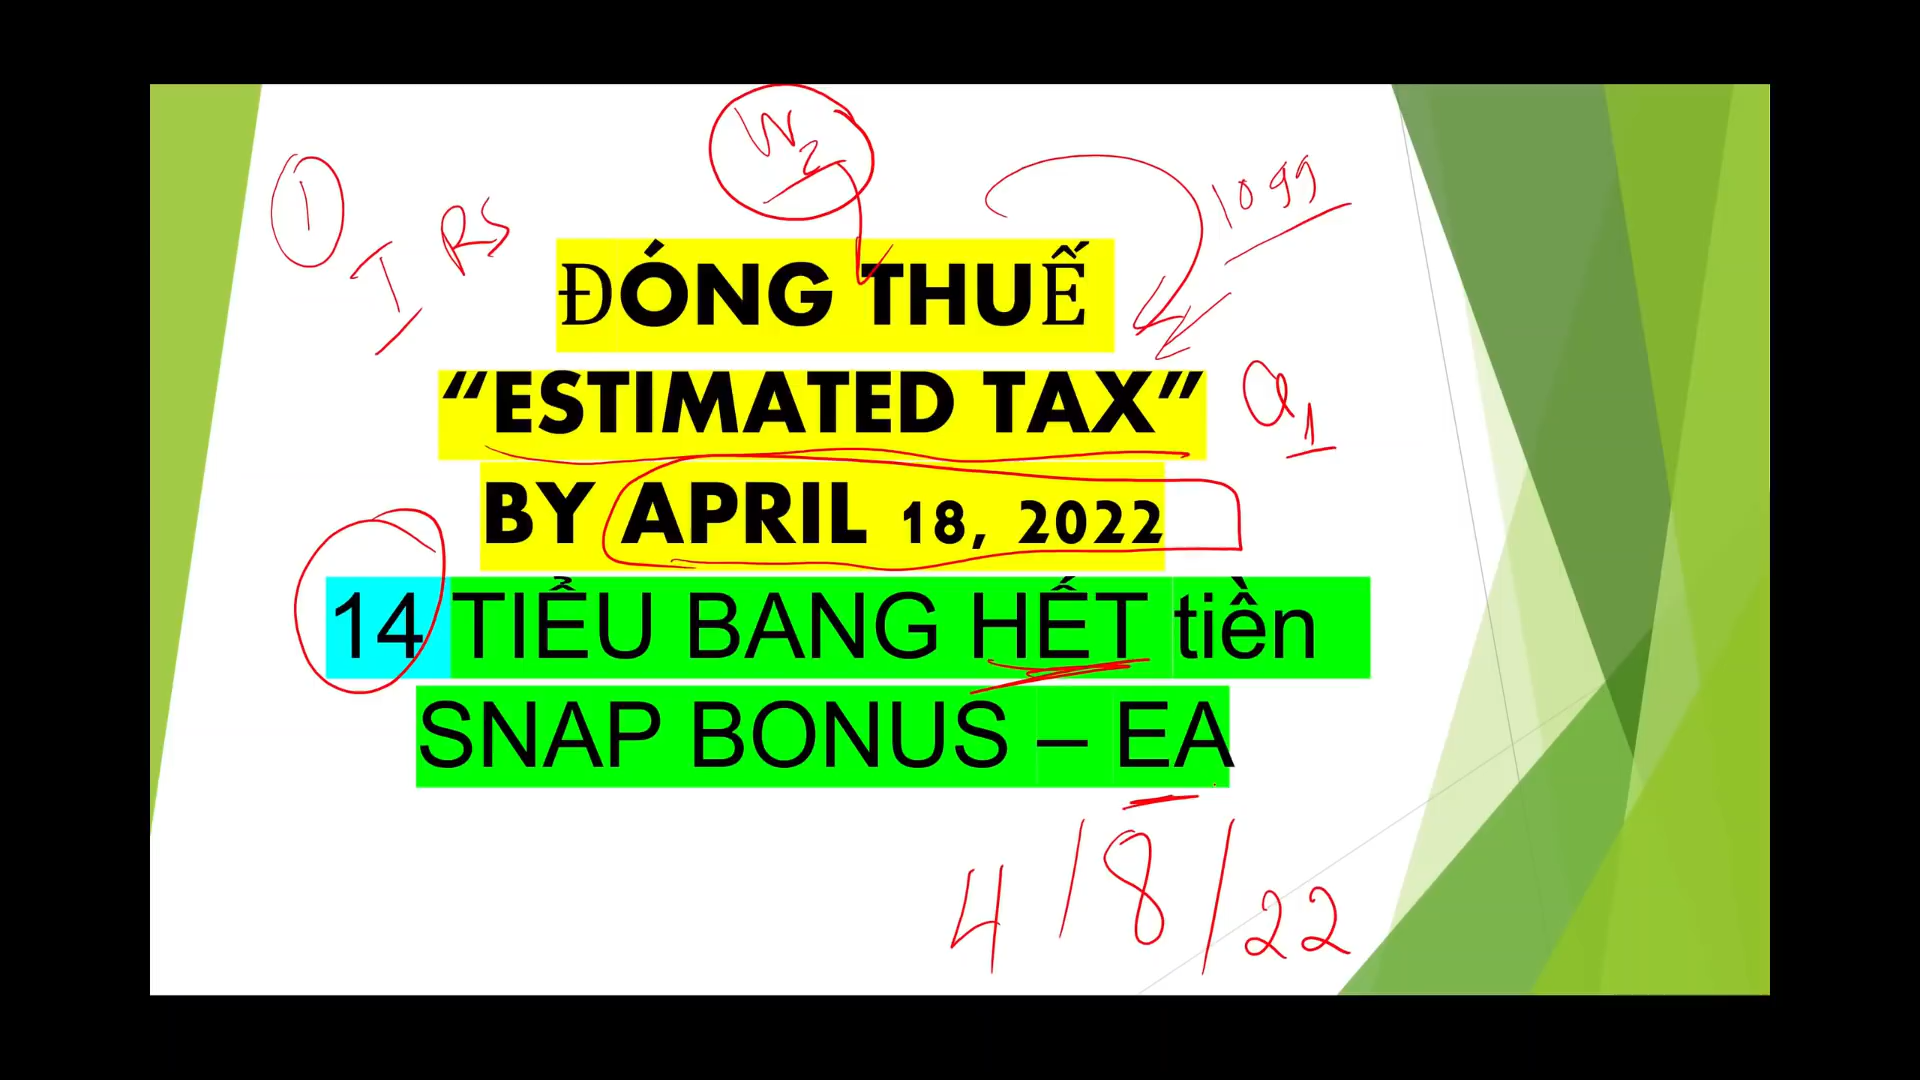 W2
1 IRS
1099
ĐÓNG THUẾ
“ESTIMATED TAX”
Q1
BY APRIL 18, 2022
14 TIỂU BANG HẾT tiền
SNAP BONUS – EA
4/8/22